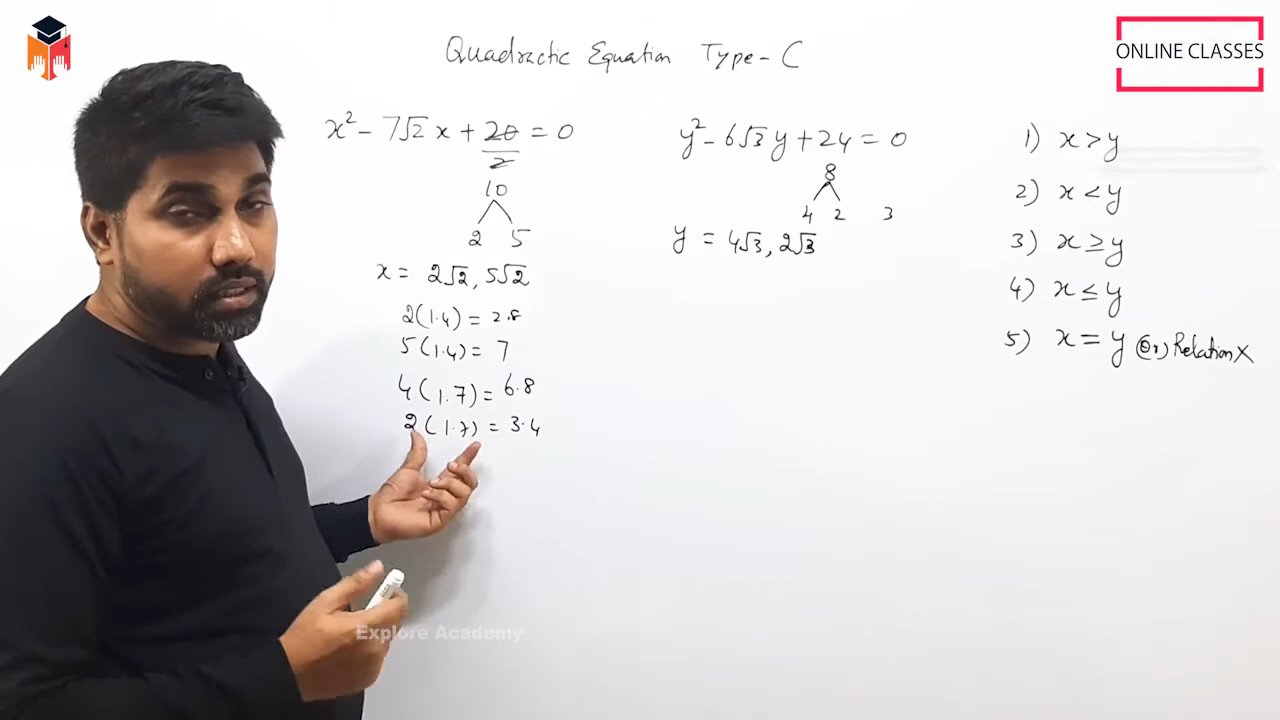 ONLINE CLASSES
Quadractic Equation Type - C
x² - 7√2 x + 20 = 0
2
10
2 5
x = 2√2, 5√2
2(1.4) = 2.8
5(1.4) = 7
4(1.7) = 6.8
2(1.7) = 3.4
y² - 6√3 y + 24 = 0
8
4 2 3
y = 4√3, 2√3
1) x > y
2) x < y
3) x ≥ y
4) x ≤ y
5) x = y (or) Relation X
Explore Academy